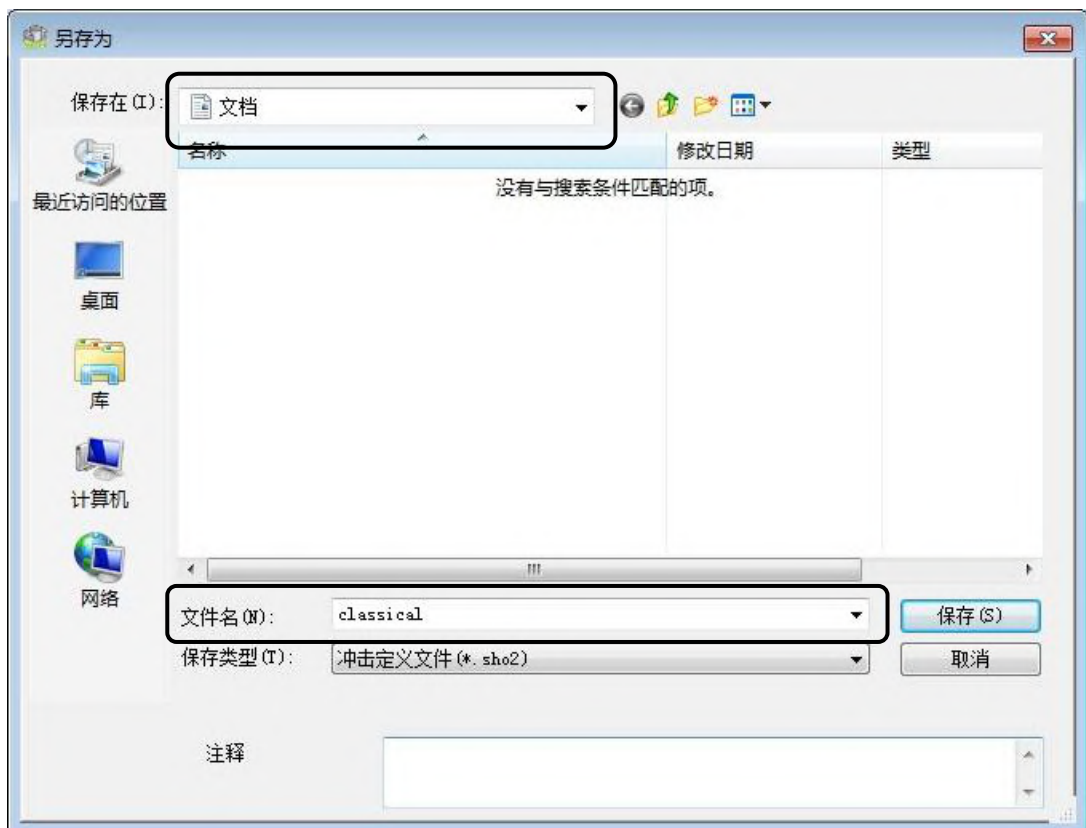 另存为
保存在(I):
文档
名称
修改日期
类型
没有与搜索条件匹配的项。
最近访问的位置
桌面
库
计算机
网络
文件名(N):
classical
保存(S)
保存类型(T):
冲击定义文件(*.sho2)
取消
注释